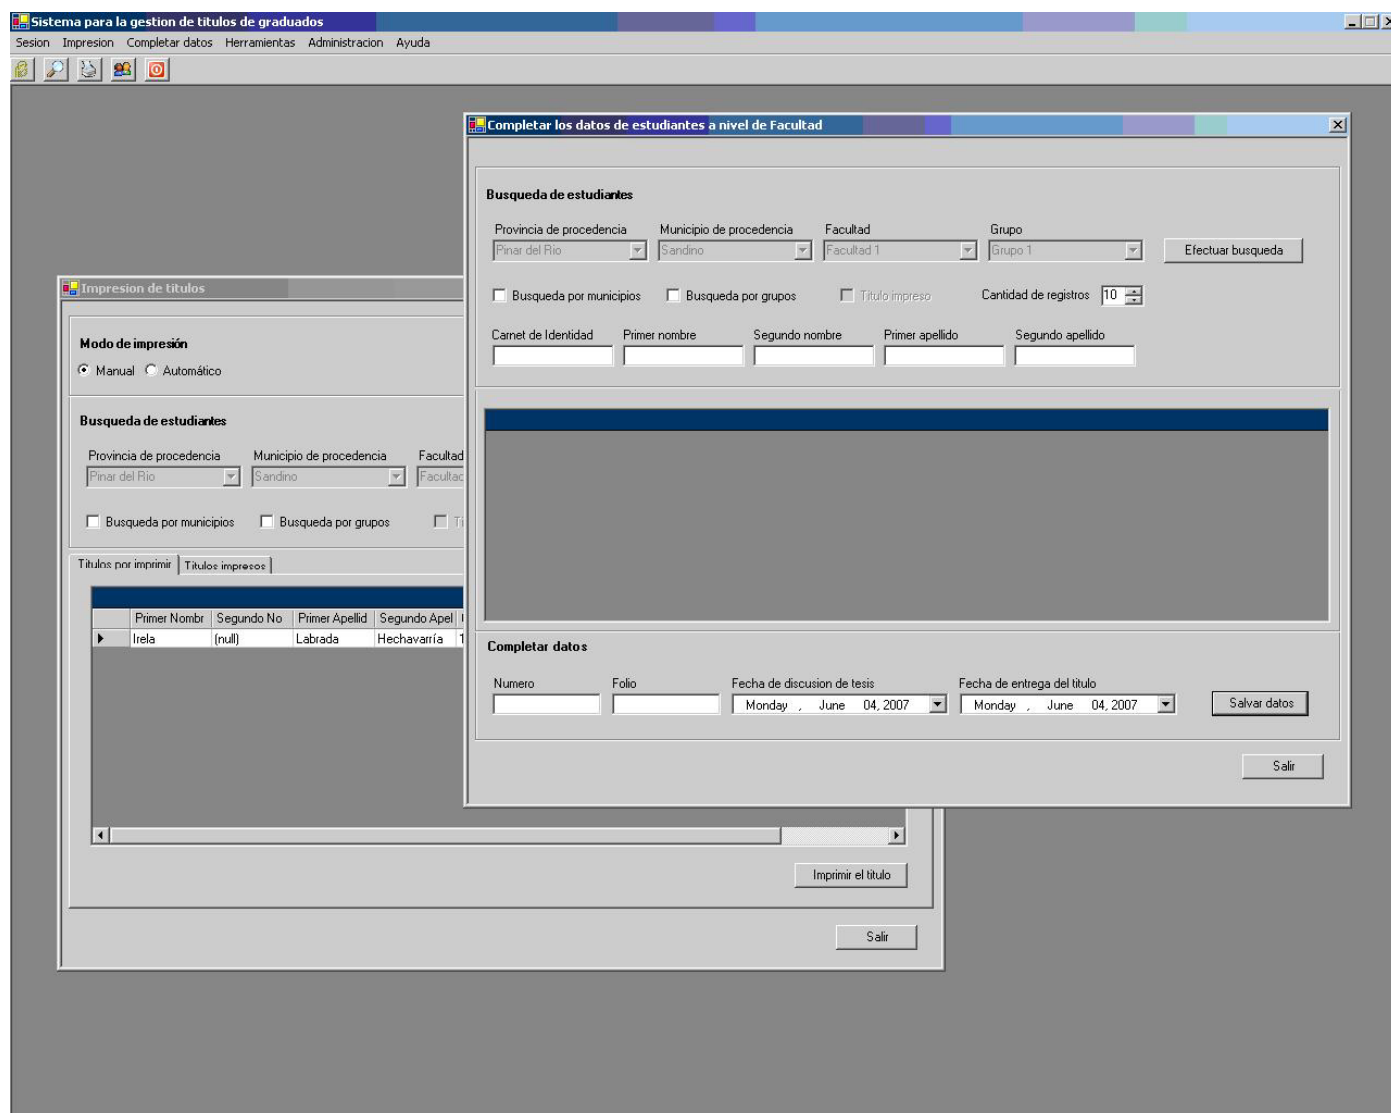 Sistema para la gestion de titulos de graduados
Sesion Impresion Completar datos Herramientas Administracion Ayuda
Completar los datos de estudiantes a nivel de Facultad
Busqueda de estudiantes
Provincia de procedencia Municipio de procedencia Facultad Grupo
Pinar del Rio Sandino Facultad 1 Grupo 1 Efectuar busqueda
Busqueda por municipios Busqueda por grupos Titulo impreso Cantidad de registros 10
Carnet de Identidad Primer nombre Segundo nombre Primer apellido Segundo apellido
Completar datos
Numero Folio Fecha de discusion de tesis Fecha de entrega del titulo
Monday , June 04, 2007 Monday , June 04, 2007 Salvar datos
Salir
Impresion de titulos
Modo de impresión
Manual Automático
Busqueda de estudiantes
Provincia de procedencia Municipio de procedencia Facultad
Pinar del Rio Sandino
Busqueda por municipios Busqueda por grupos
Titulos por imprimir Titulos impresos
Primer Nombr Segundo No Primer Apellid Segundo Apel
Irela (null) Labrada Hechavarría 1
Imprimir el titulo
Salir